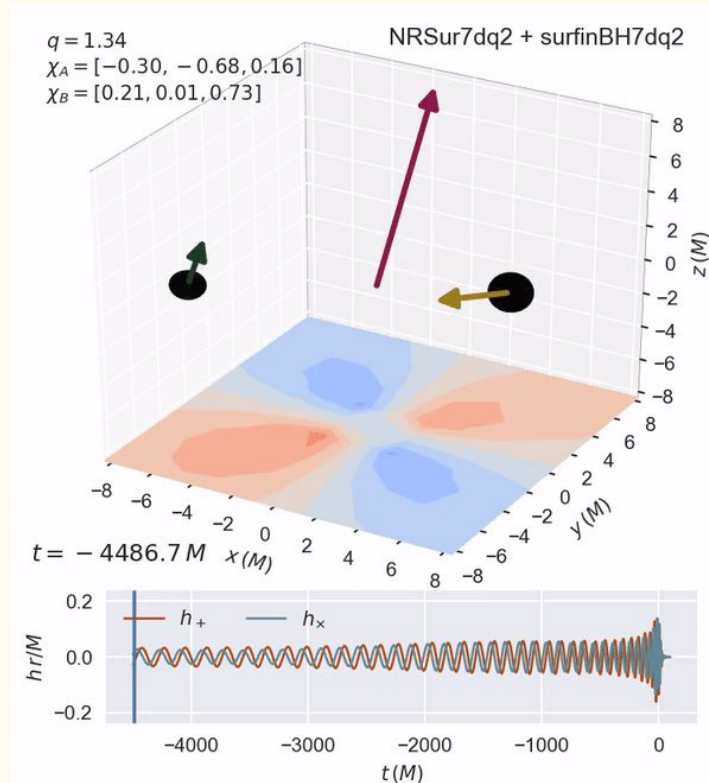 q = 1.34
NRSur7dq2 + surfinBH7dq2
χ_A = [−0.30, −0.68, 0.16]
χ_B = [0.21, 0.01, 0.73]
8
6
4
2
0
−2
−4
−6
−8
z (M)
−8
−6
−4
−2
0
2
4
6
8
x (M)
−8
−6
−4
−2
0
2
4
6
8
y (M)
t = −4486.7 M
0.2
0.0
−0.2
h r/M
h₊
h×
−4000
−3000
−2000
−1000
0
t (M)